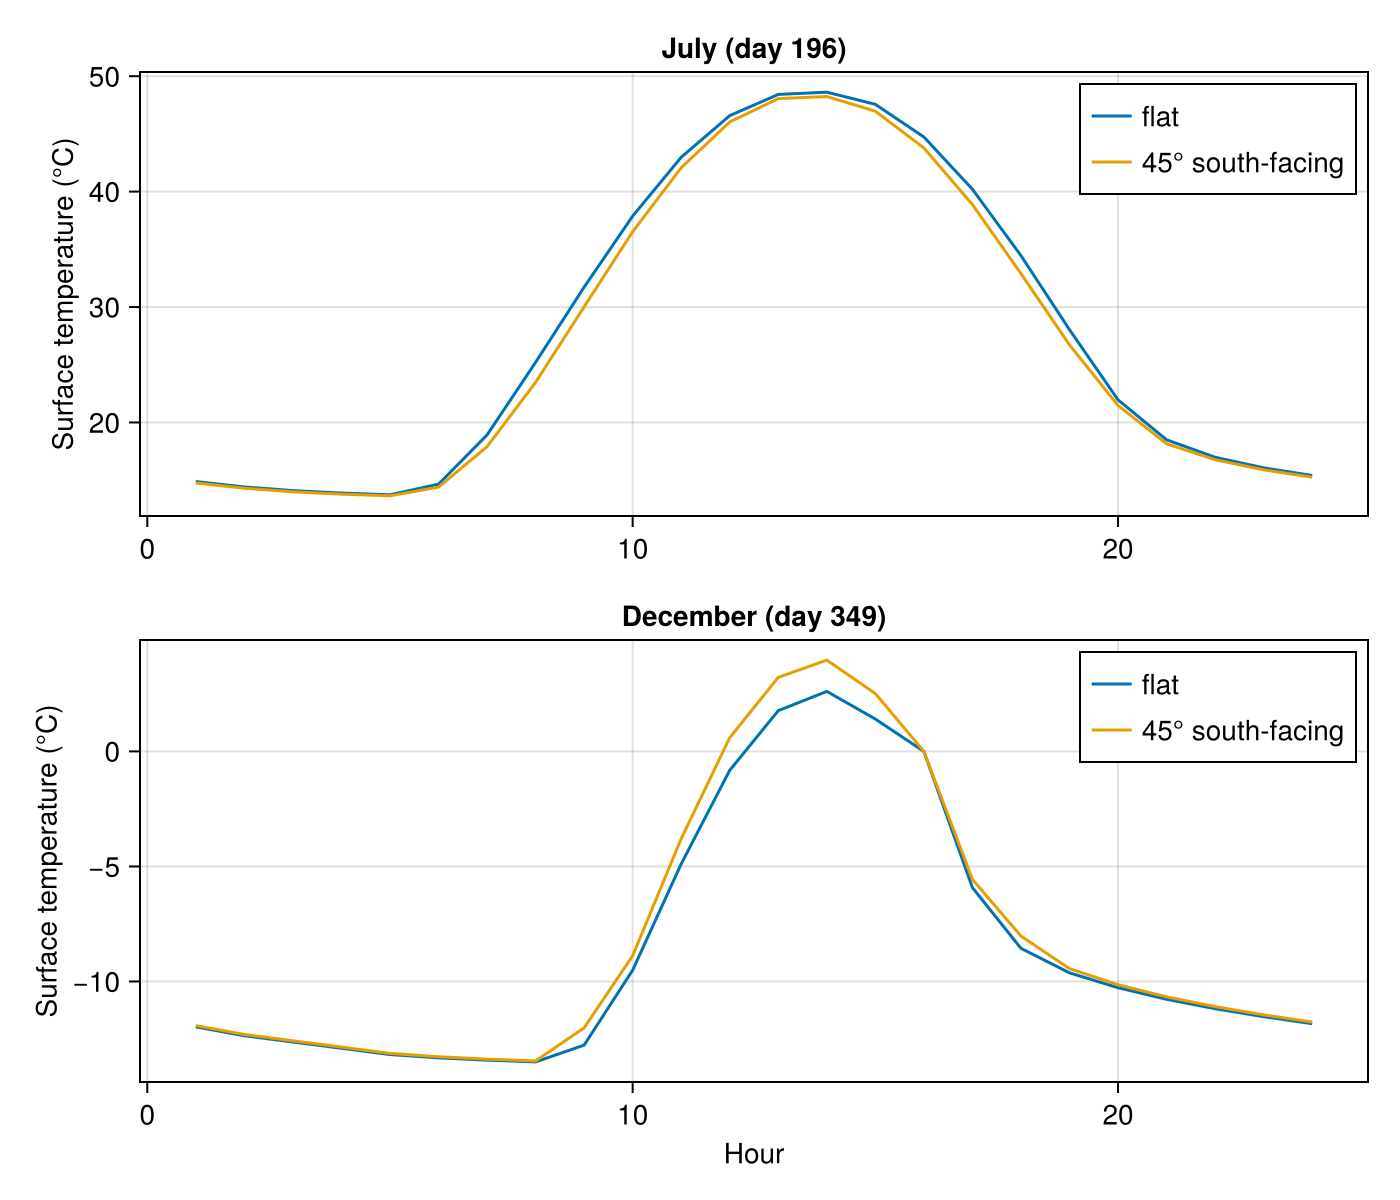 July (day 196)
Surface temperature (°C)
50
40
30
20
flat
45° south-facing
0 10 20
December (day 349)
Surface temperature (°C)
0
−5
−10
flat
45° south-facing
0 10 20
Hour